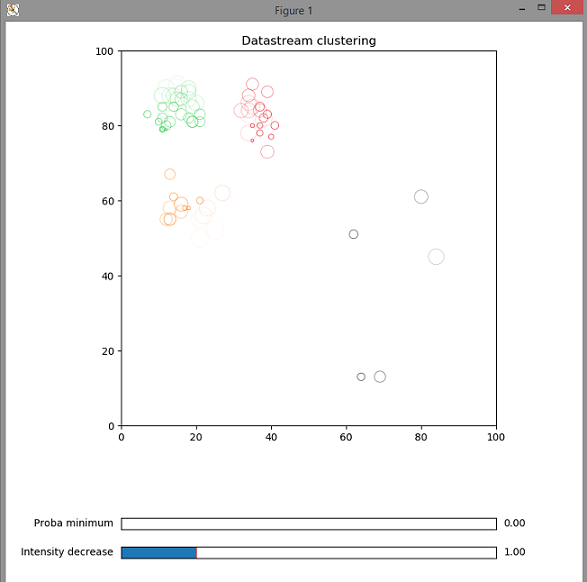 Figure 1
Datastream clustering
100
80
60
40
20
0
0 20 40 60 80 100
Proba minimum 0.00
Intensity decrease 1.00